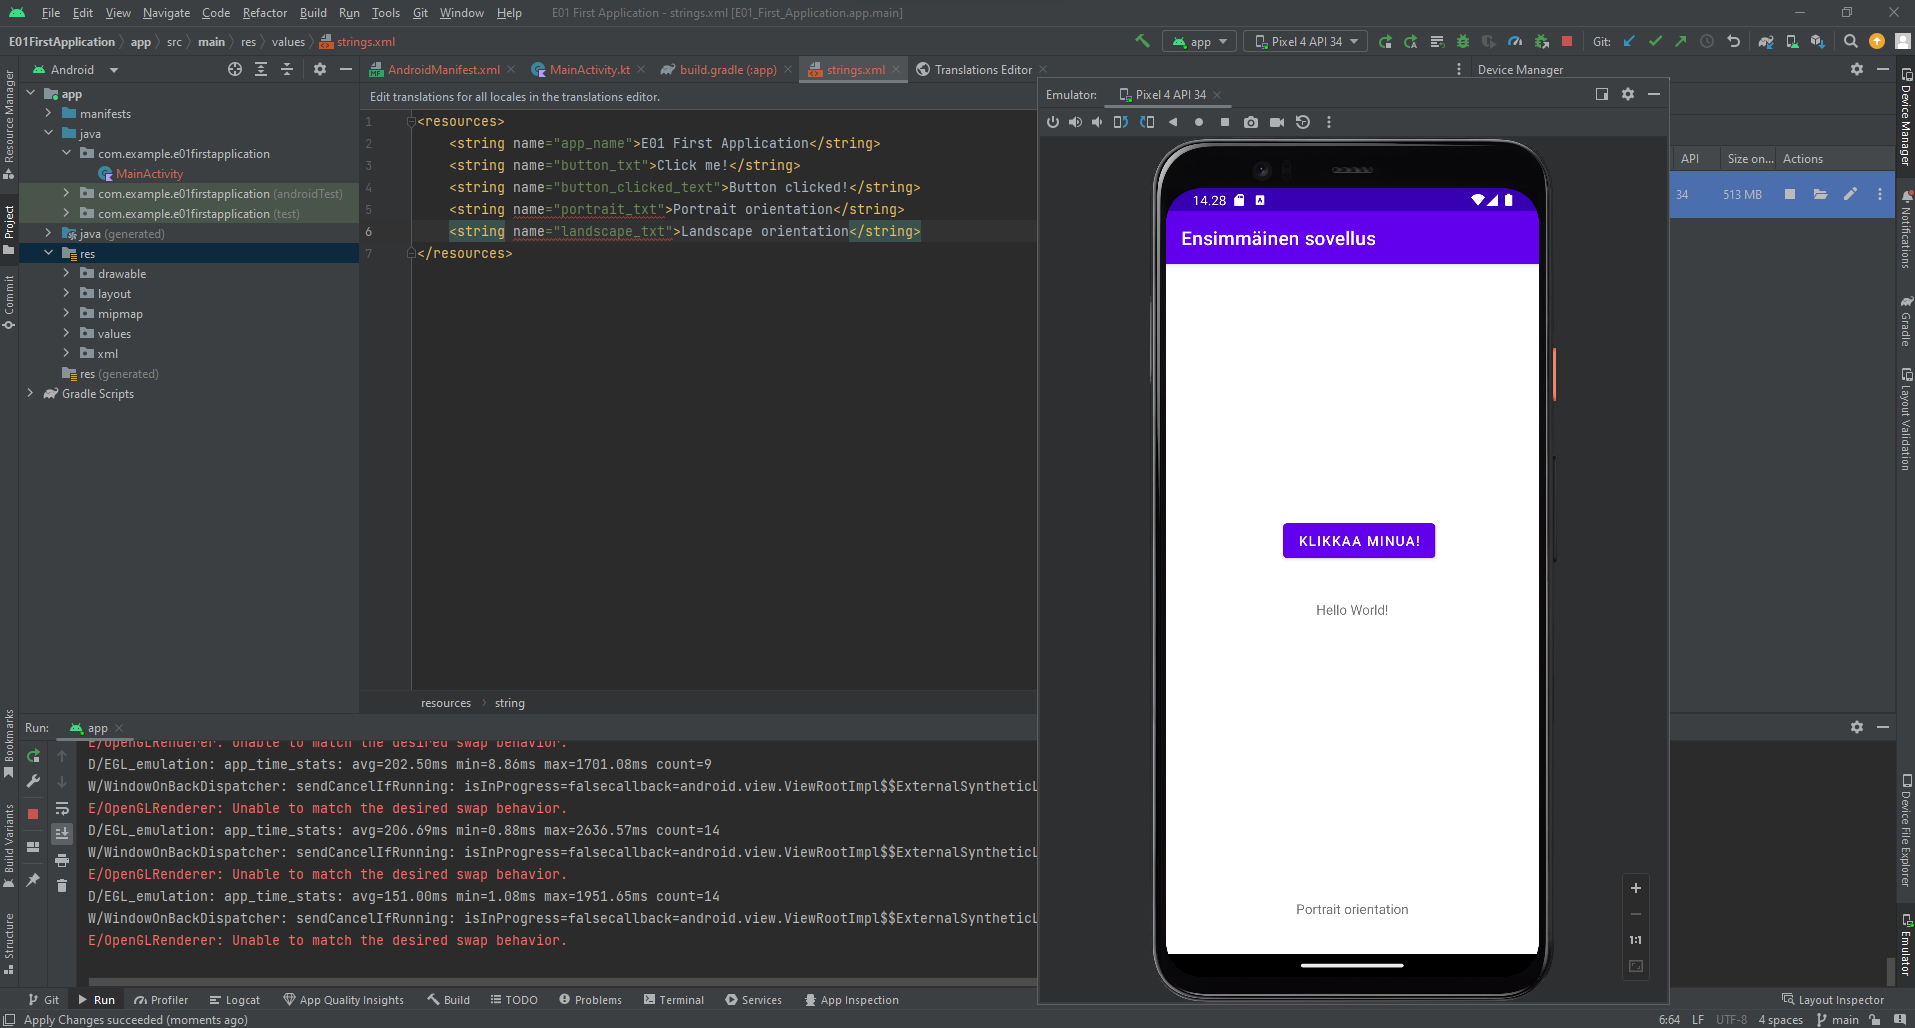 File Edit View Navigate Code Refactor Build Run Tools Git Window Help E01 First Application - strings.xml [E01_First_Application.app.main]
E01FirstApplication app src main res values strings.xml
app Pixel 4 API 34 Git:
Android
AndroidManifest.xml MainActivity.kt build.gradle (:app) strings.xml Translations Editor Device Manager
Edit translations for all locales in the translations editor.
Resource Manager
Project
Commit
Bookmarks
Build Variants
Structure
app
manifests
java
com.example.e01firstapplication
MainActivity
com.example.e01firstapplication (androidTest)
com.example.e01firstapplication (test)
java (generated)
res
drawable
layout
mipmap
values
xml
res (generated)
Gradle Scripts
1 <resources>
2 <string name="app_name">E01 First Application</string>
3 <string name="button_txt">Click me!</string>
4 <string name="button_clicked_text">Button clicked!</string>
5 <string name="portrait_txt">Portrait orientation</string>
6 <string name="landscape_txt">Landscape orientation</string>
7 </resources>
resources string
Emulator: Pixel 4 API 34
14.28
Ensimmäinen sovellus
KLIKKAA MINUA!
Hello World!
Portrait orientation
1:1
API Size on... Actions
34 513 MB
Device Manager
Notifications
Gradle
Layout Validation
Device File Explorer
Emulator
Run: app
E/OpenGLRenderer: Unable to match the desired swap behavior.
D/EGL_emulation: app_time_stats: avg=202.50ms min=8.86ms max=1701.08ms count=9
W/WindowOnBackDispatcher: sendCancelIfRunning: isInProgress=falsecallback=android.view.ViewRootImpl$$ExternalSyntheticL
E/OpenGLRenderer: Unable to match the desired swap behavior.
D/EGL_emulation: app_time_stats: avg=206.69ms min=0.88ms max=2636.57ms count=14
W/WindowOnBackDispatcher: sendCancelIfRunning: isInProgress=falsecallback=android.view.ViewRootImpl$$ExternalSyntheticL
E/OpenGLRenderer: Unable to match the desired swap behavior.
D/EGL_emulation: app_time_stats: avg=151.00ms min=1.08ms max=1951.65ms count=14
W/WindowOnBackDispatcher: sendCancelIfRunning: isInProgress=falsecallback=android.view.ViewRootImpl$$ExternalSyntheticL
E/OpenGLRenderer: Unable to match the desired swap behavior.
Git Run Profiler Logcat App Quality Insights Build TODO Problems Terminal Services App Inspection Layout Inspector
Apply Changes succeeded (moments ago) 6:64 LF UTF-8 4 spaces main